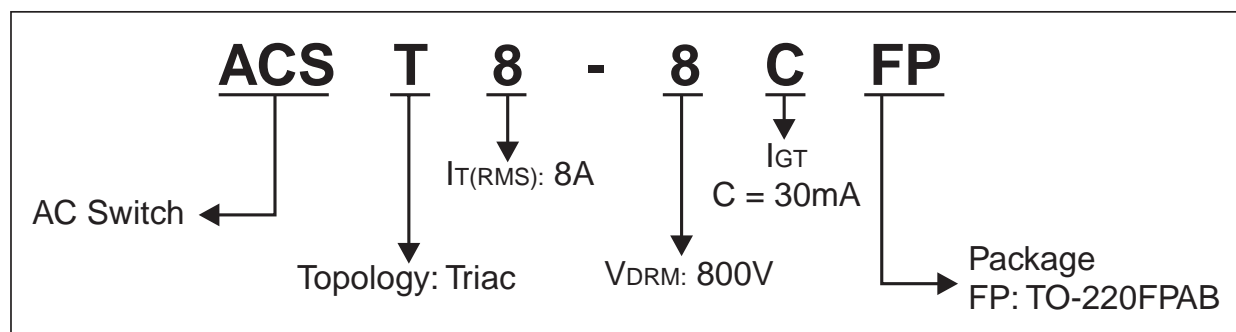 ACS T 8 - 8 C FP
IT(RMS): 8A
IGT
C = 30mA
AC Switch
Topology: Triac
VDRM: 800V
Package
FP: TO-220FPAB